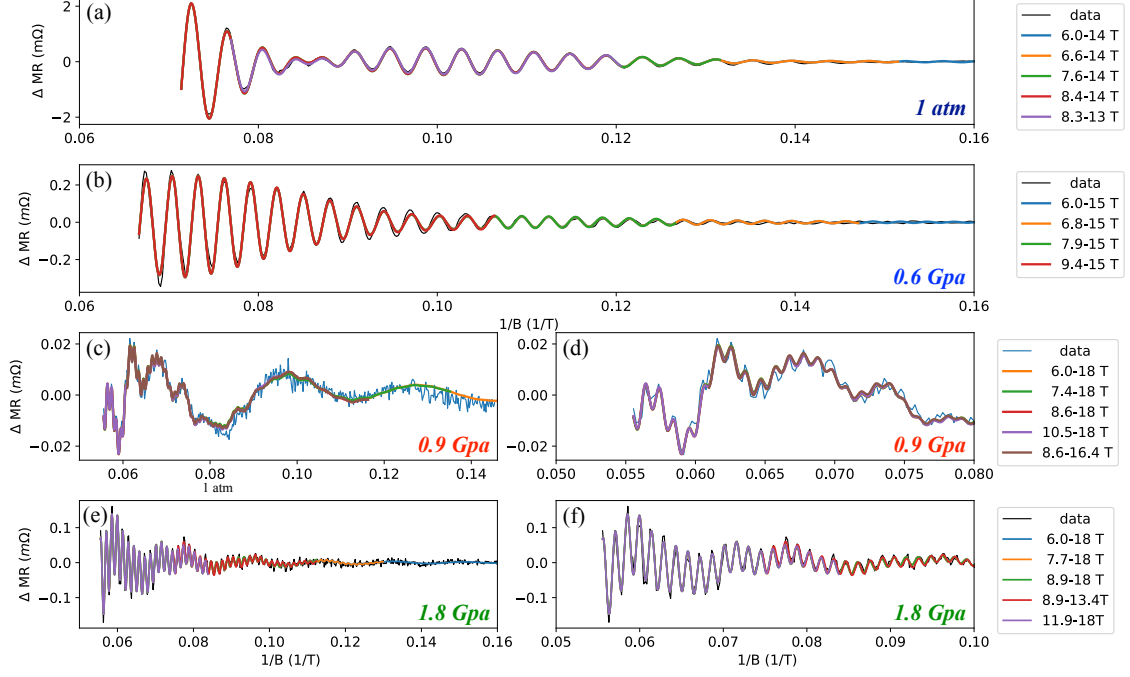 (a)
Δ MR (mΩ)
2
0
−2
0.06 0.08 0.10 0.12 0.14 0.16
1 atm
data
6.0-14 T
6.6-14 T
7.6-14 T
8.4-14 T
8.3-13 T
(b)
Δ MR (mΩ)
0.2
0.0
−0.2
0.06 0.08 0.10 0.12 0.14 0.16
1/B (1/T)
0.6 Gpa
data
6.0-15 T
6.8-15 T
7.9-15 T
9.4-15 T
(c)
Δ MR (mΩ)
0.02
0.00
−0.02
0.06 0.08 0.10 0.12 0.14
1 atm
0.9 Gpa
(d)
0.02
0.00
−0.02
0.050 0.055 0.060 0.065 0.070 0.075 0.080
0.9 Gpa
data
6.0-18 T
7.4-18 T
8.6-18 T
10.5-18 T
8.6-16.4 T
(e)
Δ MR (mΩ)
0.1
0.0
−0.1
0.06 0.08 0.10 0.12 0.14 0.16
1/B (1/T)
1.8 Gpa
(f)
0.1
0.0
−0.1
0.05 0.06 0.07 0.08 0.09 0.10
1/B (1/T)
1.8 Gpa
data
6.0-18 T
7.7-18 T
8.9-18 T
8.9-13.4T
11.9-18T